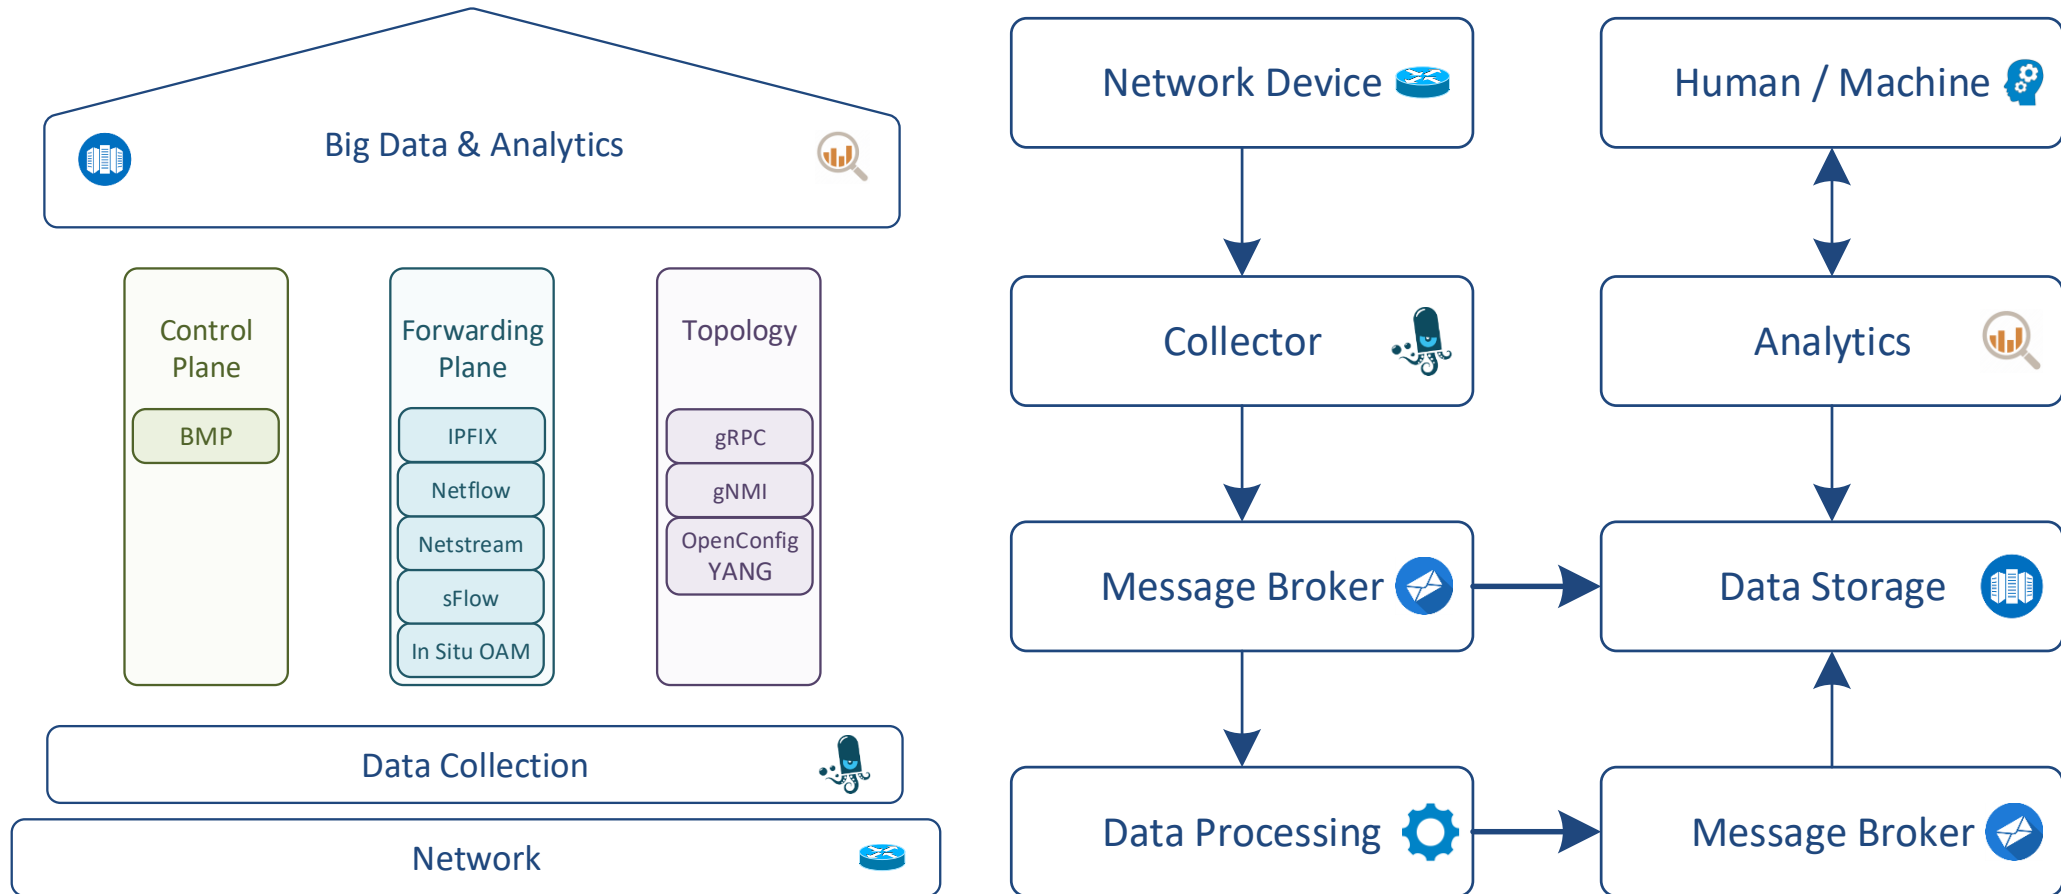 Big Data & Analytics
Control
Plane
BMP
Forwarding
Plane
IPFIX
Netflow
Netstream
sFlow
In Situ OAM
Topology
gRPC
gNMI
OpenConfig
YANG
Data Collection
Network
Network Device
Human / Machine
Collector
Analytics
Message Broker
Data Storage
Data Processing
Message Broker